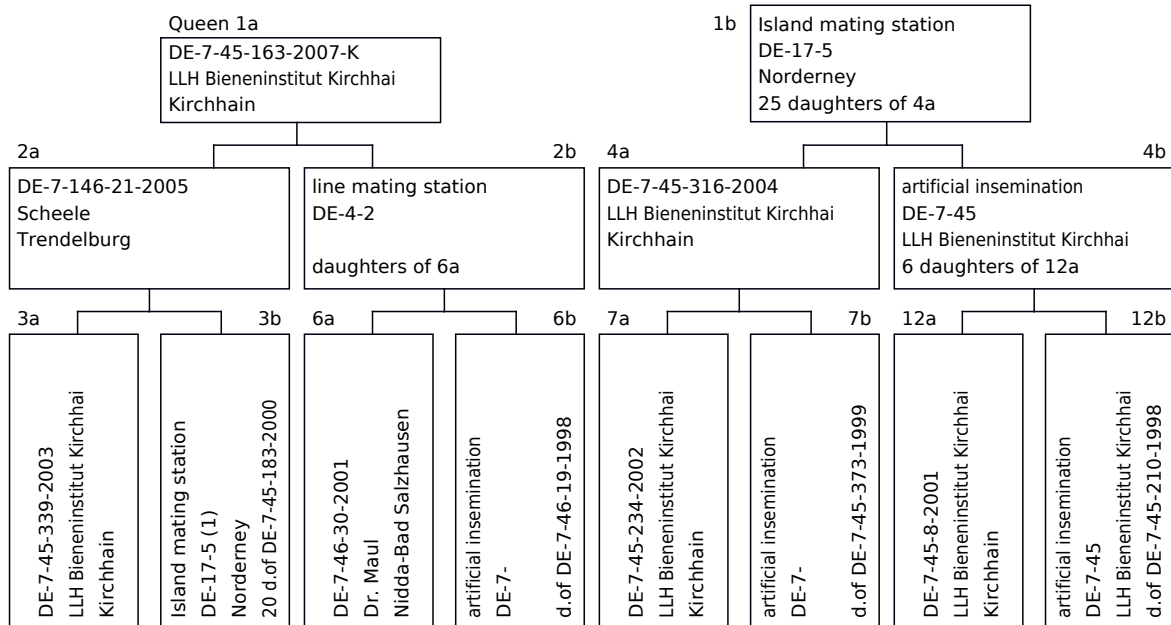 Queen 1a
DE-7-45-163-2007-K
LLH Bieneninstitut Kirchhai
Kirchhain
1b
Island mating station
DE-17-5
Norderney
25 daughters of 4a
2a
DE-7-146-21-2005
Scheele
Trendelburg
2b
line mating station
DE-4-2
daughters of 6a
4a
DE-7-45-316-2004
LLH Bieneninstitut Kirchhai
Kirchhain
4b
artificial insemination
DE-7-45
LLH Bieneninstitut Kirchhai
6 daughters of 12a
3a
DE-7-45-339-2003
LLH Bieneninstitut Kirchhai
Kirchhain
3b
Island mating station
DE-17-5 (1)
Norderney
20 d.of DE-7-45-183-2000
6a
DE-7-46-30-2001
Dr. Maul
Nidda-Bad Salzhausen
6b
artificial insemination
DE-7-
d.of DE-7-46-19-1998
7a
DE-7-45-234-2002
LLH Bieneninstitut Kirchhai
Kirchhain
7b
artificial insemination
DE-7-
d.of DE-7-45-373-1999
12a
DE-7-45-8-2001
LLH Bieneninstitut Kirchhai
Kirchhain
12b
artificial insemination
DE-7-45
LLH Bieneninstitut Kirchhai
d.of DE-7-45-210-1998